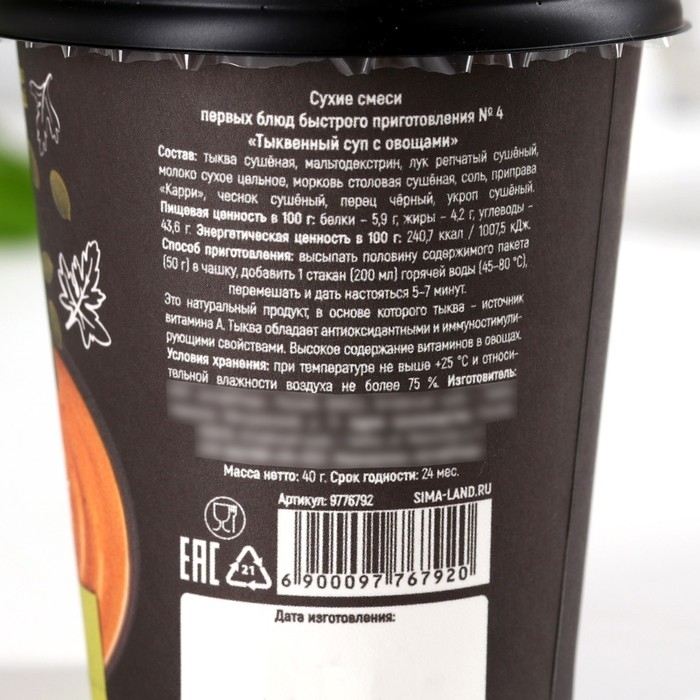 Сухие смеси
первых блюд быстрого приготовления № 4
«Тыквенный суп с овощами»
Состав: тыква сушёная, мальтодекстрин, лук репчатый сушёный,
молоко сухое цельное, морковь столовая сушёная, соль, приправа
«Карри», чеснок сушёный, перец чёрный, укроп сушёный.
Пищевая ценность в 100 г: белки – 5,9 г, жиры – 4,2 г, углеводы –
43,6 г. Энергетическая ценность в 100 г: 240,7 ккал / 1007,5 кДж.
Способ приготовления: высыпать половину содержимого пакета
(50 г) в чашку, добавить 1 стакан (200 мл) горячей воды (45–80 °C),
перемешать и дать настояться 5–7 минут.
Это натуральный продукт, в основе которого тыква – источник
витамина А. Тыква обладает антиоксидантными и иммуностимули-
рующими свойствами. Высокое содержание витаминов в овощах.
Условия хранения: при температуре не выше +25 °C и относи-
тельной влажности воздуха не более 75 %. Изготовитель:
Масса нетто: 40 г. Срок годности: 24 мес.
Артикул: 9776792 SIMA-LAND.RU
EAC 21
6 900097 767920
Дата изготовления: